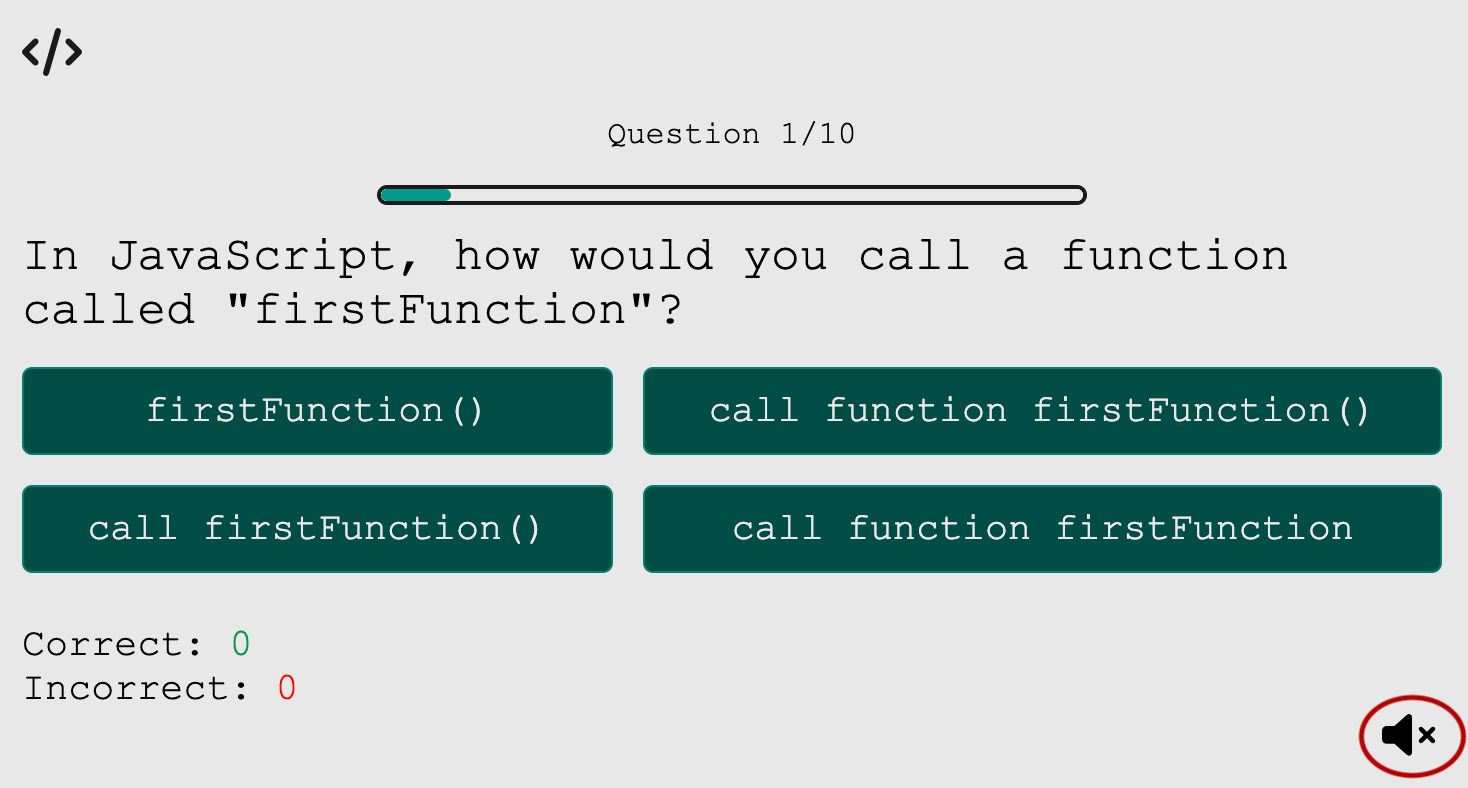 Question 1/10
In JavaScript, how would you call a function
called "firstFunction"?
firstFunction()
call function firstFunction()
call firstFunction()
call function firstFunction
Correct: 0
Incorrect: 0